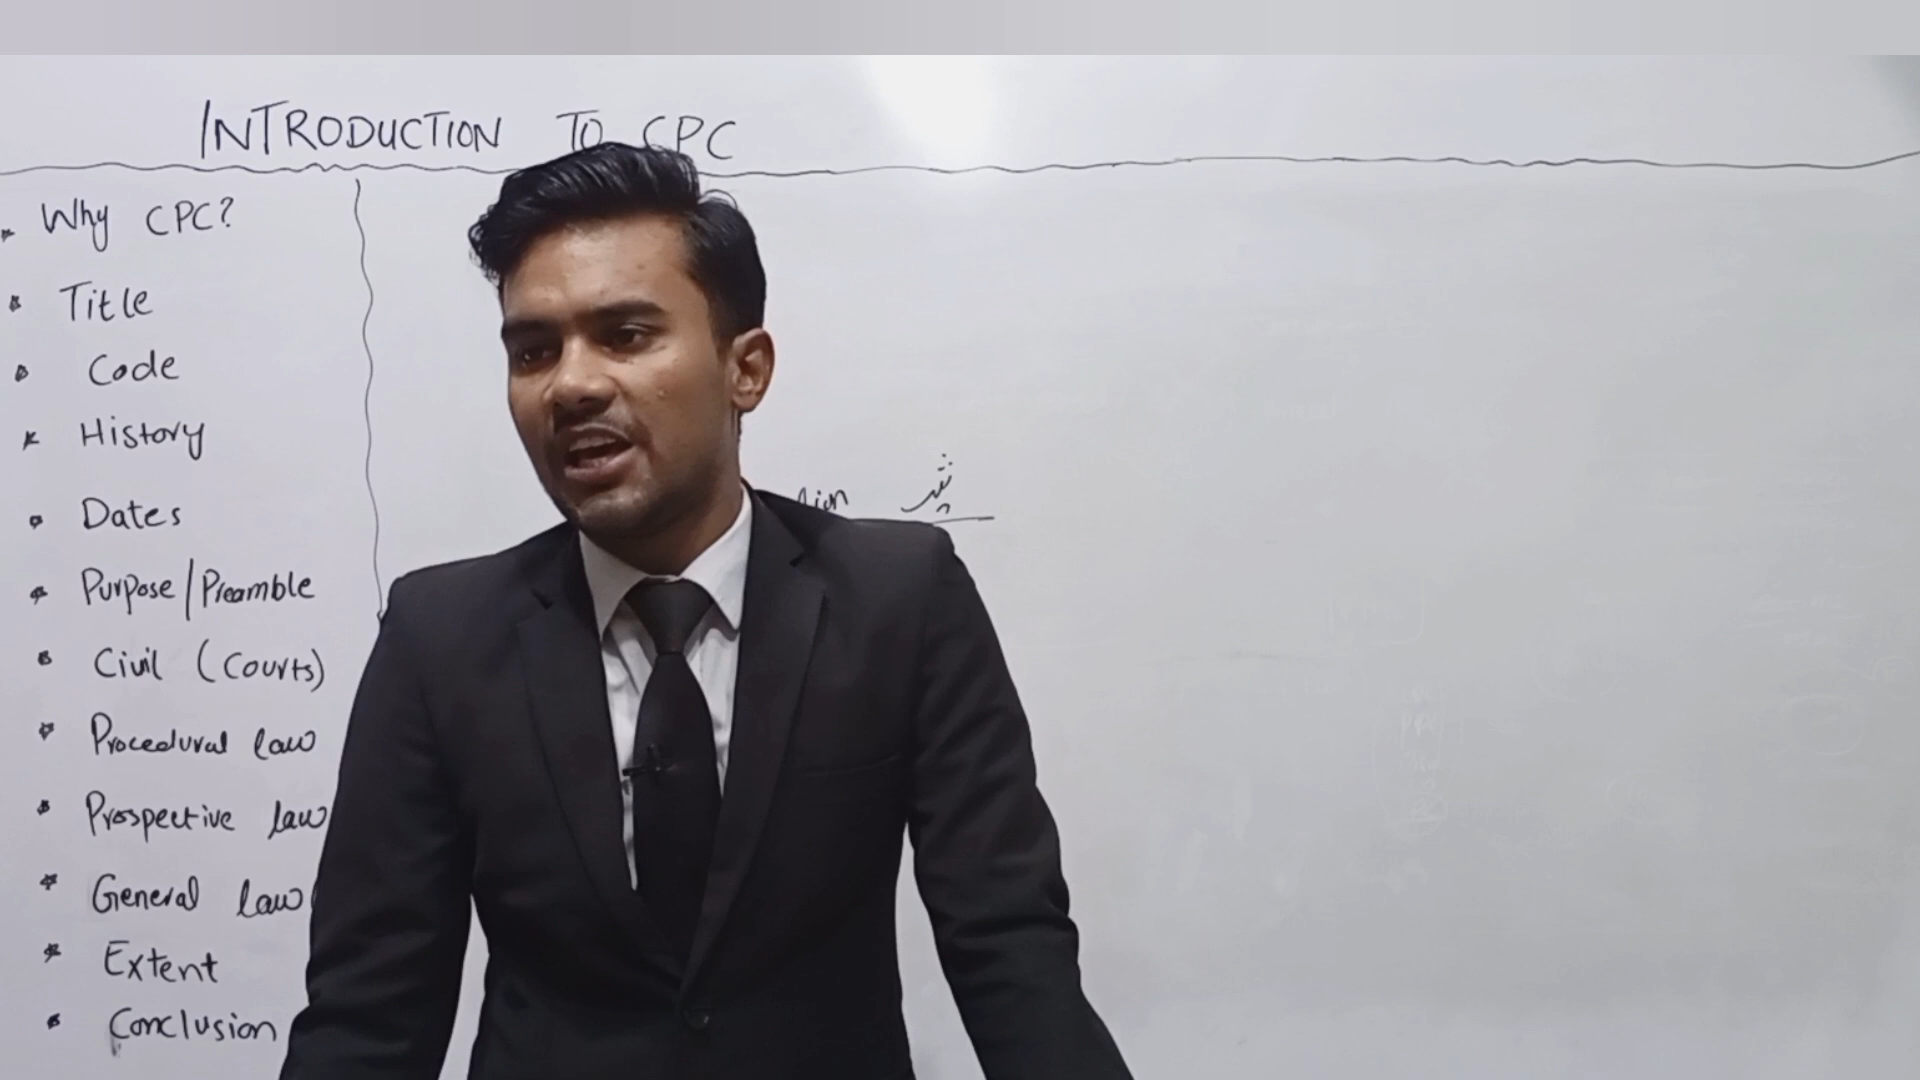 INTRODUCTION TO CPC
Why CPC?
Title
Code
History
Dates
Purpose/Preamble
Civil (Courts)
Procedural law
Prospective law
General law
Extent
Conclusion